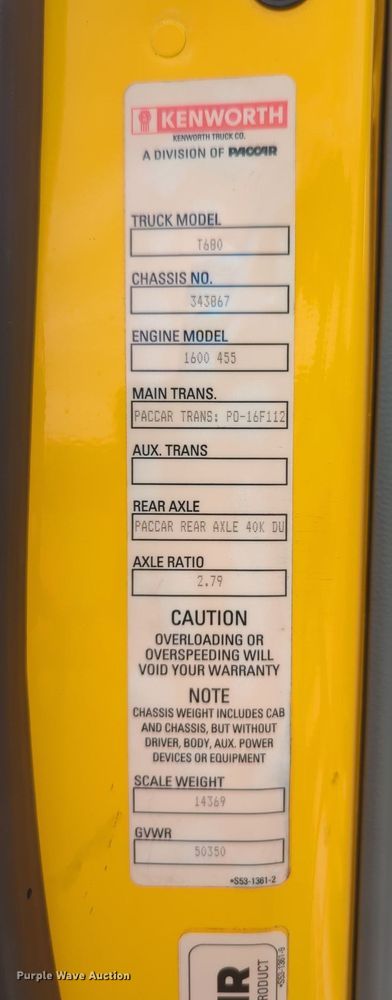 KENWORTH
KENWORTH TRUCK CO.
A DIVISION OF PACCAR
TRUCK MODEL
T680
CHASSIS NO.
343867
ENGINE MODEL
1600 455
MAIN TRANS.
PACCAR TRANS: PO-16F112
AUX. TRANS
REAR AXLE
PACCAR REAR AXLE 40K DU
AXLE RATIO
2.79
CAUTION
OVERLOADING OR
OVERSPEEDING WILL
VOID YOUR WARRANTY
NOTE
CHASSIS WEIGHT INCLUDES CAB
AND CHASSIS, BUT WITHOUT
DRIVER, BODY, AUX. POWER
DEVICES OR EQUIPMENT
SCALE WEIGHT
14369
GVWR
50350
•S53-1361-2
Purple Wave Auction